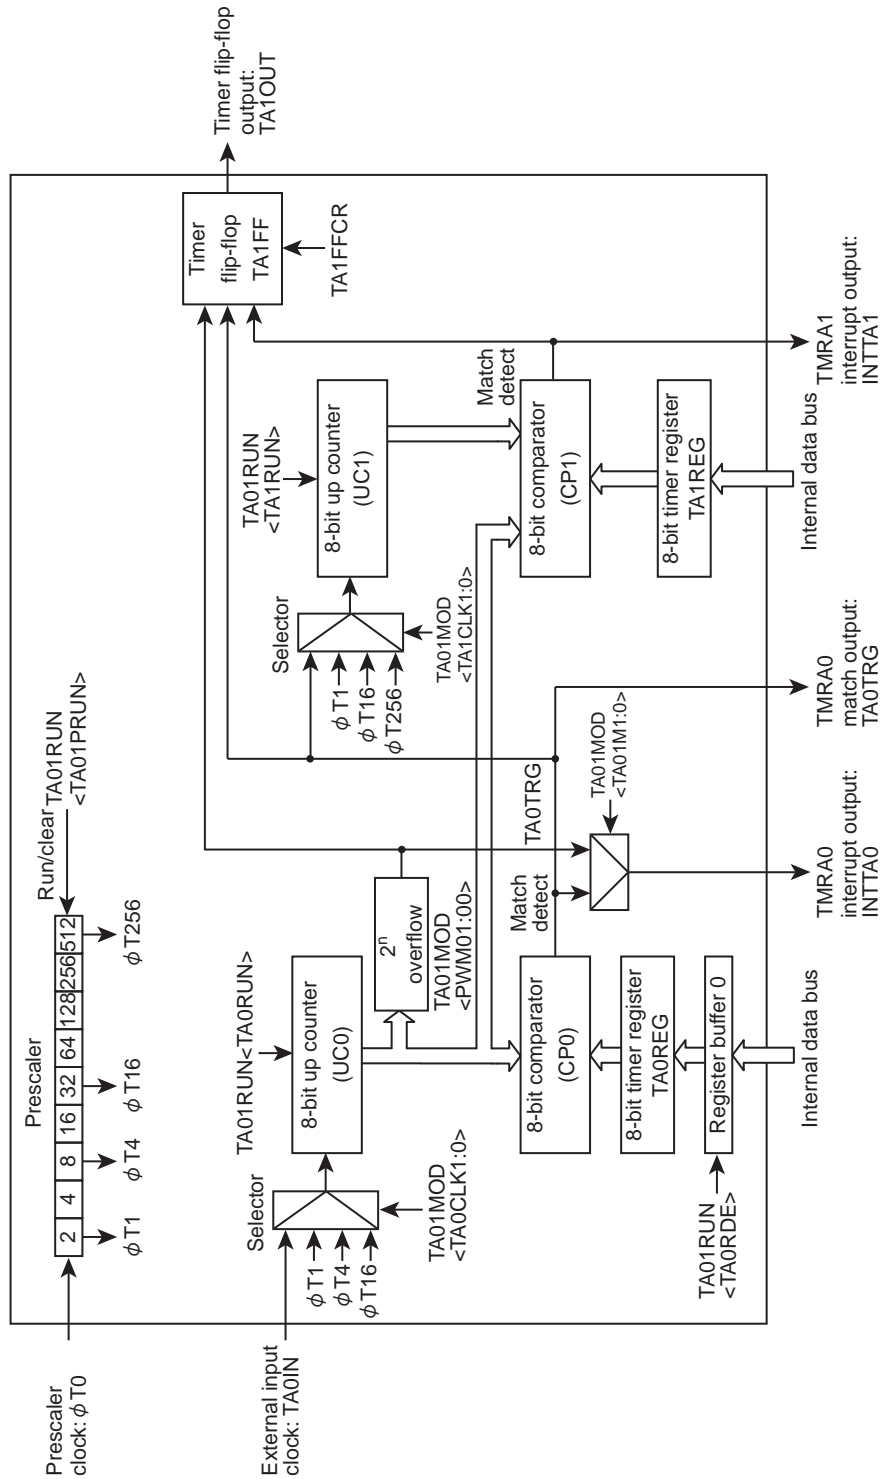 Prescaler
clock: ϕT0
Prescaler
2 4 8 16 32 64 128 256 512
Run/clear
TA01RUN
<TA01PRUN>
ϕT1
ϕT4
ϕT16
ϕT256
External input
clock: TA0IN
Selector
ϕT1
ϕT4
ϕT16
TA01MOD
<TA0CLK1:0>
TA01RUN<TA0RUN>
8-bit up counter
(UC0)
2n
overflow
TA01MOD
<PWM01:00>
Selector
ϕT1
ϕT16
ϕT256
TA01MOD
<TA1CLK1:0>
TA01RUN
<TA1RUN>
8-bit up counter
(UC1)
Timer
flip-flop
TA1FF
TA1FFCR
Timer flip-flop
output:
TA1OUT
8-bit comparator
(CP0)
Match
detect
TA0TRG
8-bit timer register
TA0REG
Register buffer 0
TA01RUN
<TA0RDE>
TA01MOD
<TA01M1:0>
8-bit comparator
(CP1)
Match
detect
8-bit timer register
TA1REG
Internal data bus
TMRA0
interrupt output:
INTTA0
TMRA0
match output:
TA0TRG
Internal data bus
TMRA1
interrupt output:
INTTA1